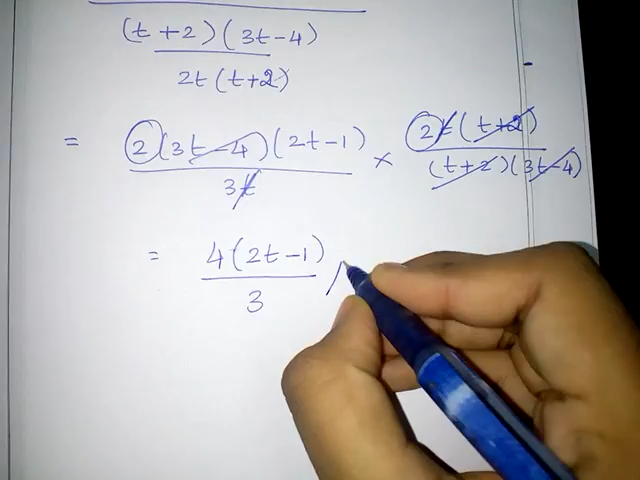 (t+2)(3t-4)
2t(t+2)
= 2(3t-4)(2t-1) × 2t(t+2)
3t (t+2)(3t-4)
= 4(2t-1)
3